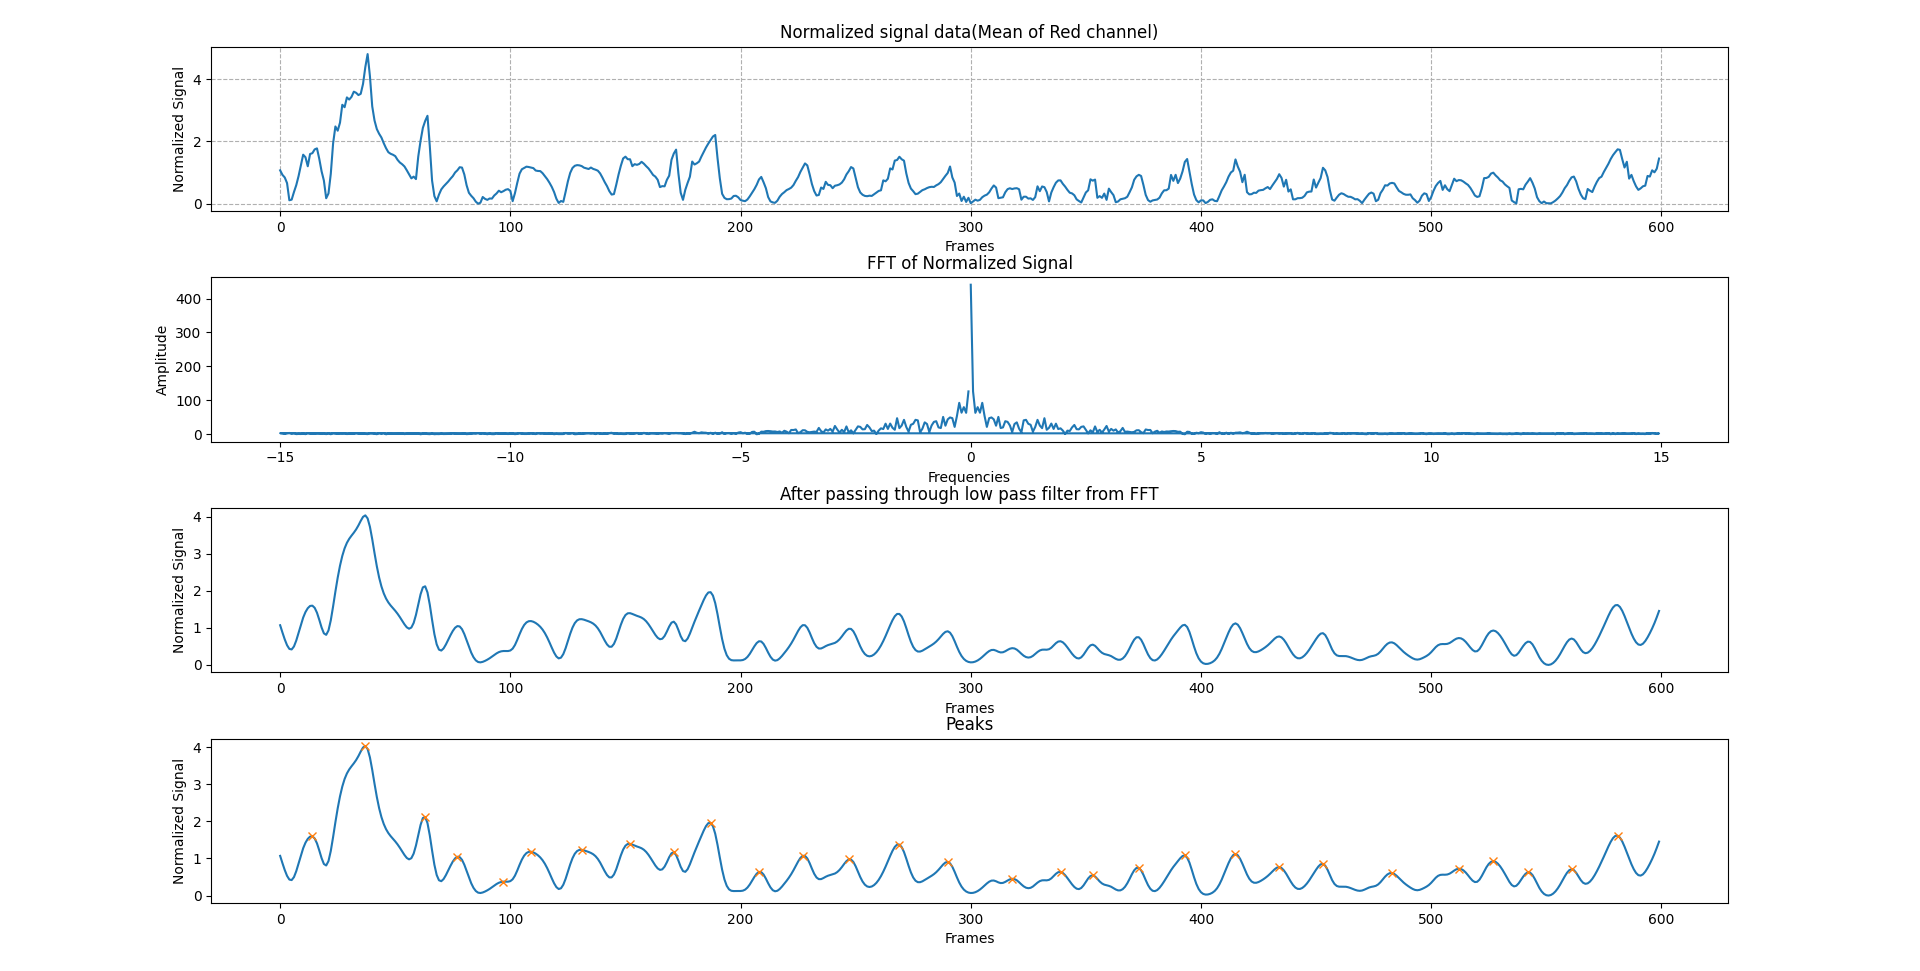 Normalized signal data(Mean of Red channel)
Normalized Signal
4
2
0
0 100 200 300 400 500 600
Frames
FFT of Normalized Signal
Amplitude
400
300
200
100
0
−15 −10 −5 0 5 10 15
Frequencies
After passing through low pass filter from FFT
Normalized Signal
4
3
2
1
0
0 100 200 300 400 500 600
Frames
Peaks
Normalized Signal
4
3
2
1
0
0 100 200 300 400 500 600
Frames